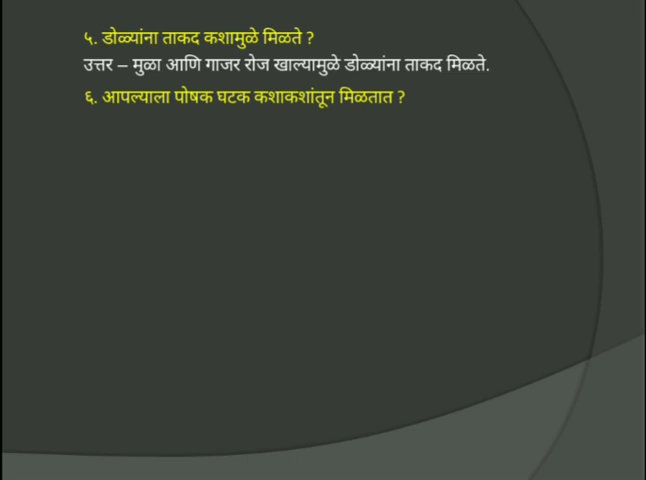 ५. डोळ्यांना ताकद कशामुळे मिळते ?
उत्तर – मुळा आणि गाजर रोज खाल्यामुळे डोळ्यांना ताकद मिळते.
६. आपल्याला पोषक घटक कशाकशांतून मिळतात ?